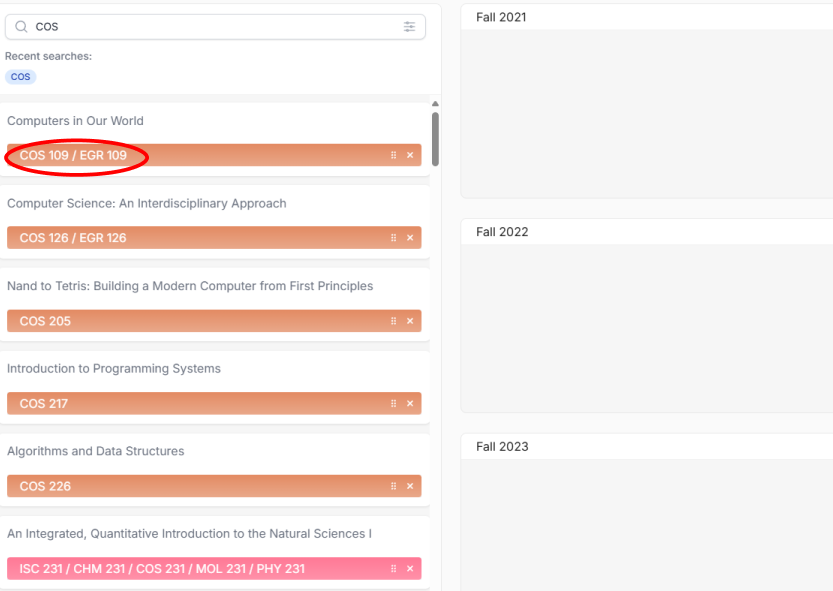 COS
Recent searches:
COS
Computers in Our World
COS 109 / EGR 109
Computer Science: An Interdisciplinary Approach
COS 126 / EGR 126
Nand to Tetris: Building a Modern Computer from First Principles
COS 205
Introduction to Programming Systems
COS 217
Algorithms and Data Structures
COS 226
An Integrated, Quantitative Introduction to the Natural Sciences I
ISC 231 / CHM 231 / COS 231 / MOL 231 / PHY 231
Fall 2021
Fall 2022
Fall 2023